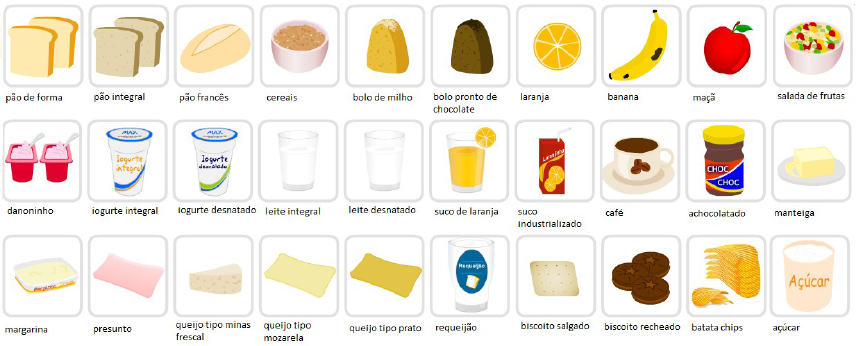 pão de forma
pão integral
pão francês
cereais
bolo de milho
bolo pronto de
chocolate
laranja
banana
maçã
salada de frutas
MAX
Iogurte
integral
MAX
Iogurte
desnatado
Laranjinha
CHOC
CHOC
danoninho
iogurte integral
iogurte desnatado
leite integral
leite desnatado
suco de laranja
suco
industrializado
café
achocolatado
manteiga
Requeijão
Açúcar
margarina
presunto
queijo tipo minas
frescal
queijo tipo
mozarela
queijo tipo prato
requeijão
biscoito salgado
biscoito recheado
batata chips
açúcar